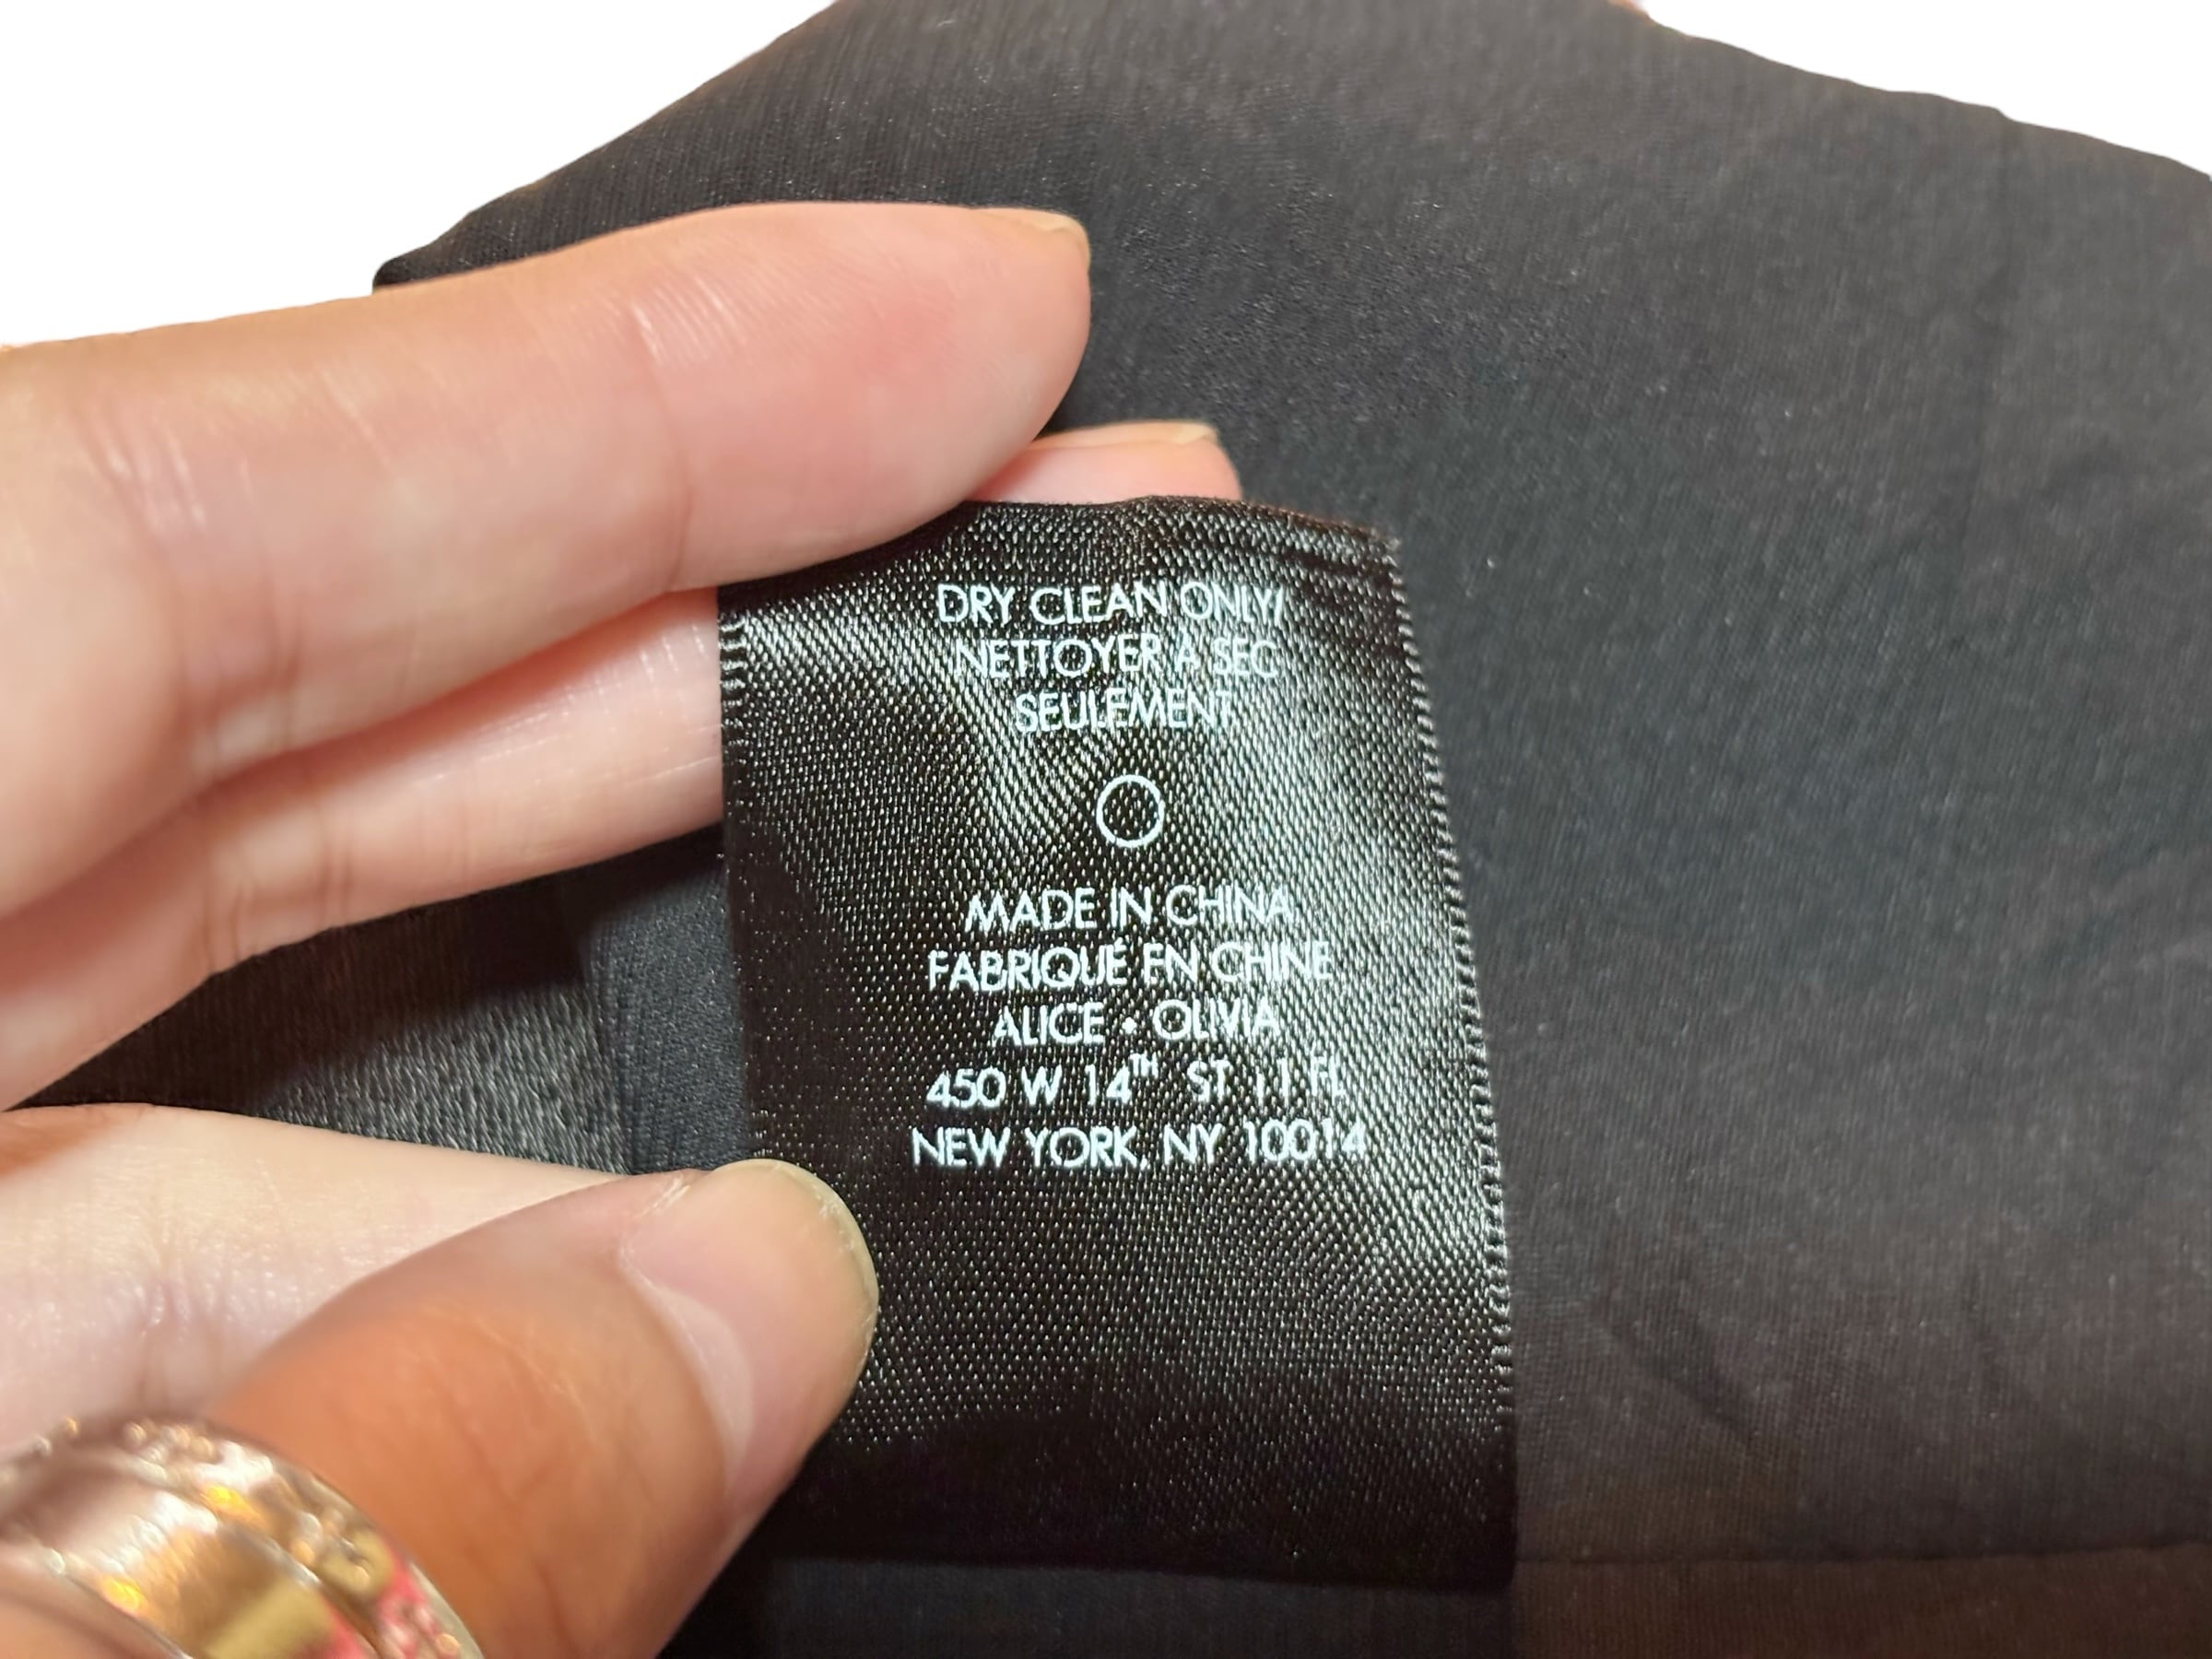 DRY CLEAN ONLY/
NETTOYER À SEC
SEULEMENT
MADE IN CHINA
FABRIQUÉ EN CHINE
ALICE + OLIVIA
450 W 14TH ST 11 FL
NEW YORK, NY 10014